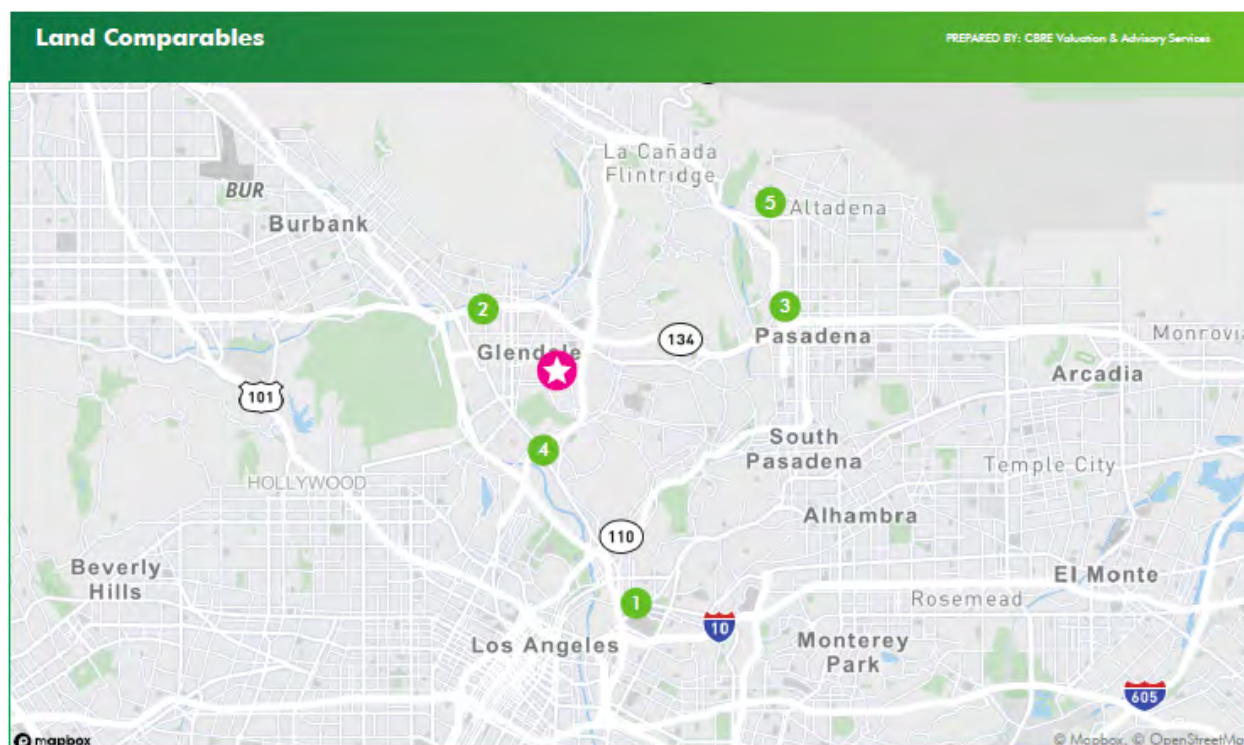 Land Comparables
PREPARED BY: CBRE Valuation & Advisory Services
La Cañada
Flintridge
BUR
5
Altadena
Burbank
2
3
134
Pasadena
Monrovia
Glendale
101
Arcadia
4
South
Pasadena
Temple City
HOLLYWOOD
Alhambra
110
Beverly
Hills
El Monte
1
Rosemead
10
Los Angeles
Monterey
Park
605
mapbox
© Mapbox, © OpenStreetMa